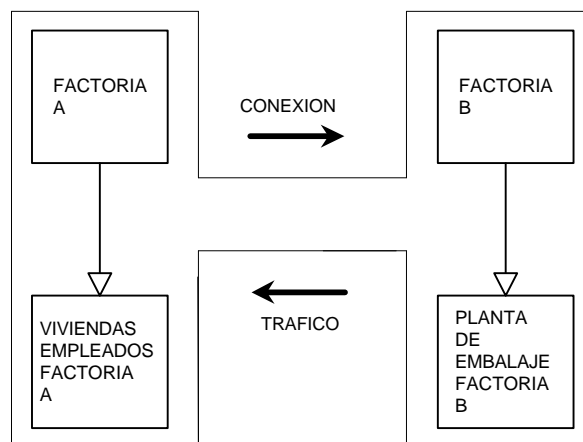 FACTORIA
A
CONEXION
FACTORIA
B
VIVIENDAS
EMPLEADOS
FACTORIA
A
TRAFICO
PLANTA
DE
EMBALAJE
FACTORIA
B